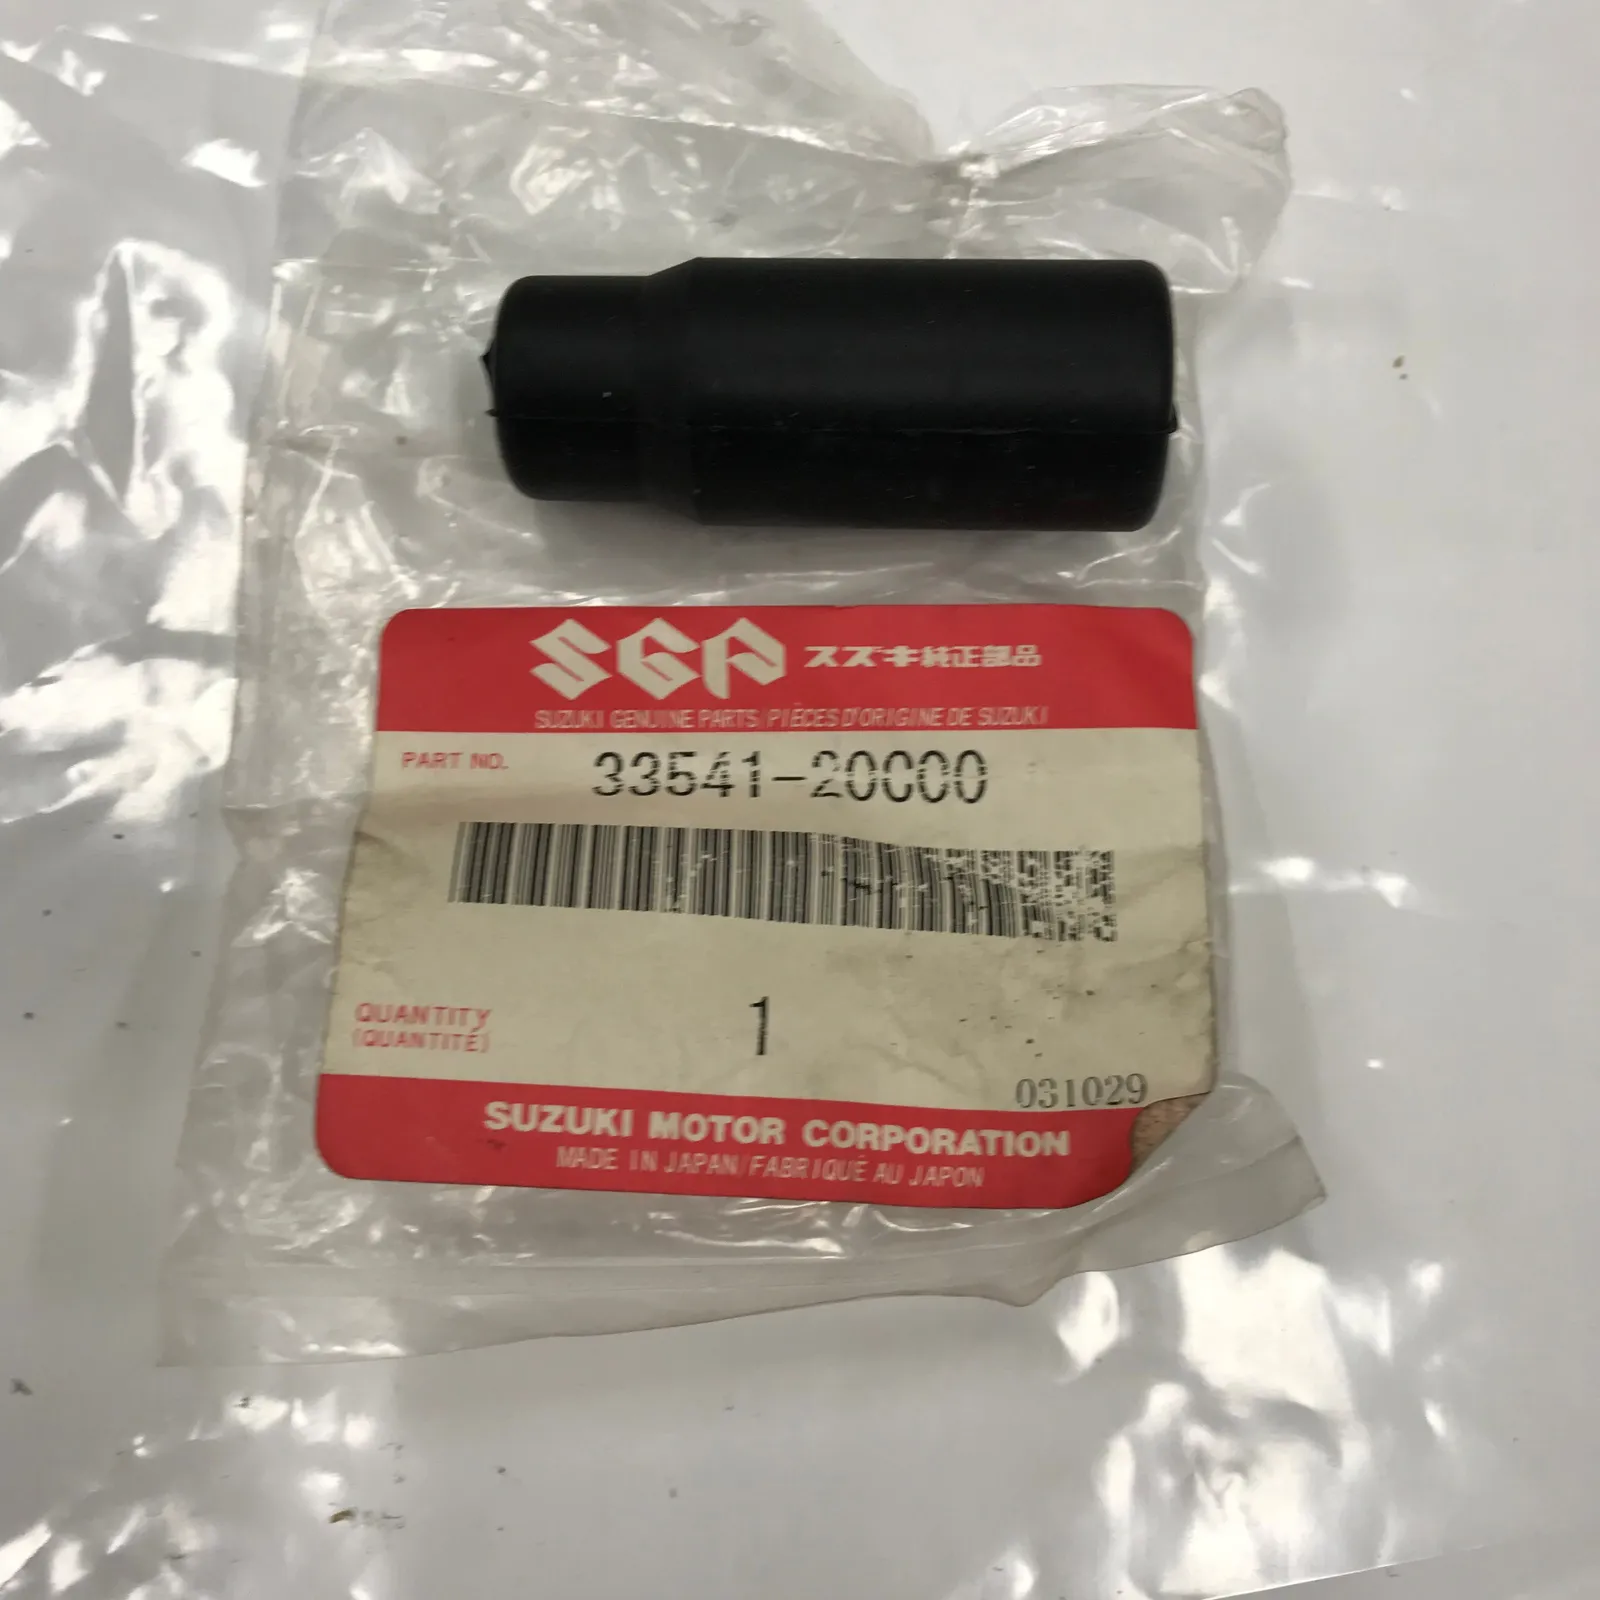 SGP スズキ純正部品
SUZUKI GENUINE PARTS/PIÈCES D'ORIGINE DE SUZUKI
PART NO. 33541-20C00
QUANTITY 1
(QUANTITÉ)
031029
SUZUKI MOTOR CORPORATION
MADE IN JAPAN/FABRIQUÉ AU JAPON